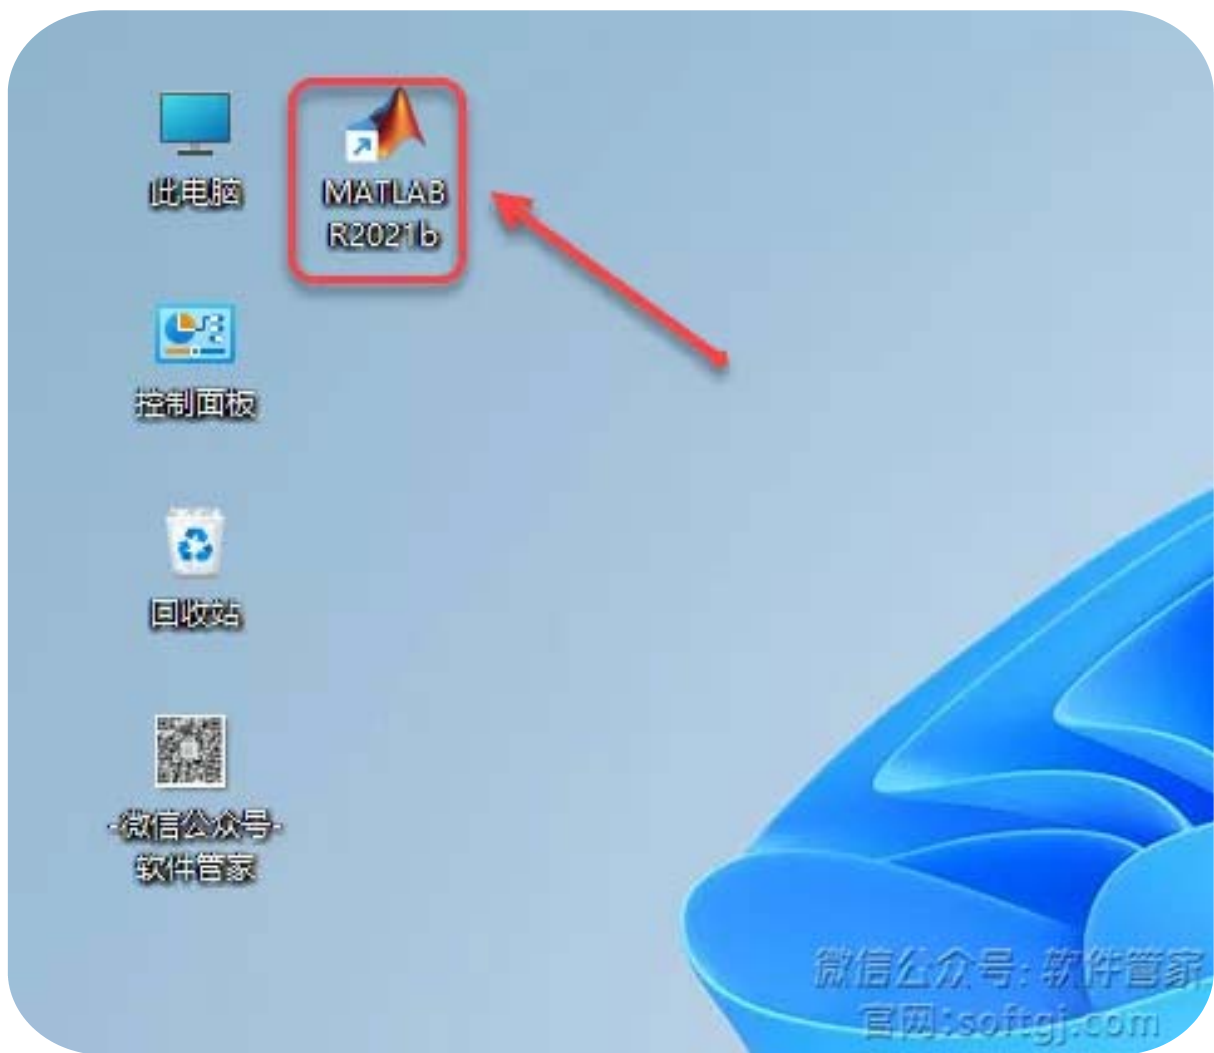 此电脑
MATLAB
R2021b
控制面板
回收站
-微信公众号-
软件管家
微信公众号:软件管家
官网:softgj.com